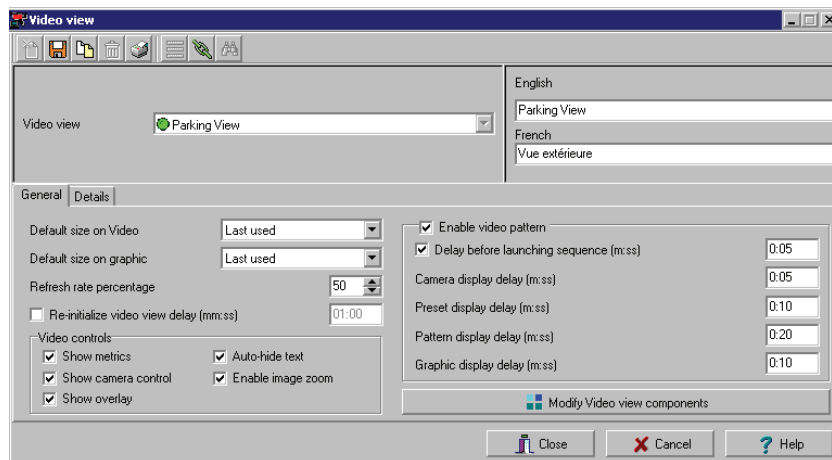 Video view
English
Parking View
Video view
Parking View
French
Vue extérieure
General
Details
Default size on Video
Last used
Default size on graphic
Last used
Refresh rate percentage
50
Re-initialize video view delay (mm:ss)
01:00
Video controls
Show metrics
Auto-hide text
Show camera control
Enable image zoom
Show overlay
Enable video pattern
Delay before launching sequence (m:ss)
0:05
Camera display delay (m:ss)
0:05
Preset display delay (m:ss)
0:10
Pattern display delay (m:ss)
0:20
Graphic display delay (m:ss)
0:10
Modify Video view components
Close
Cancel
Help